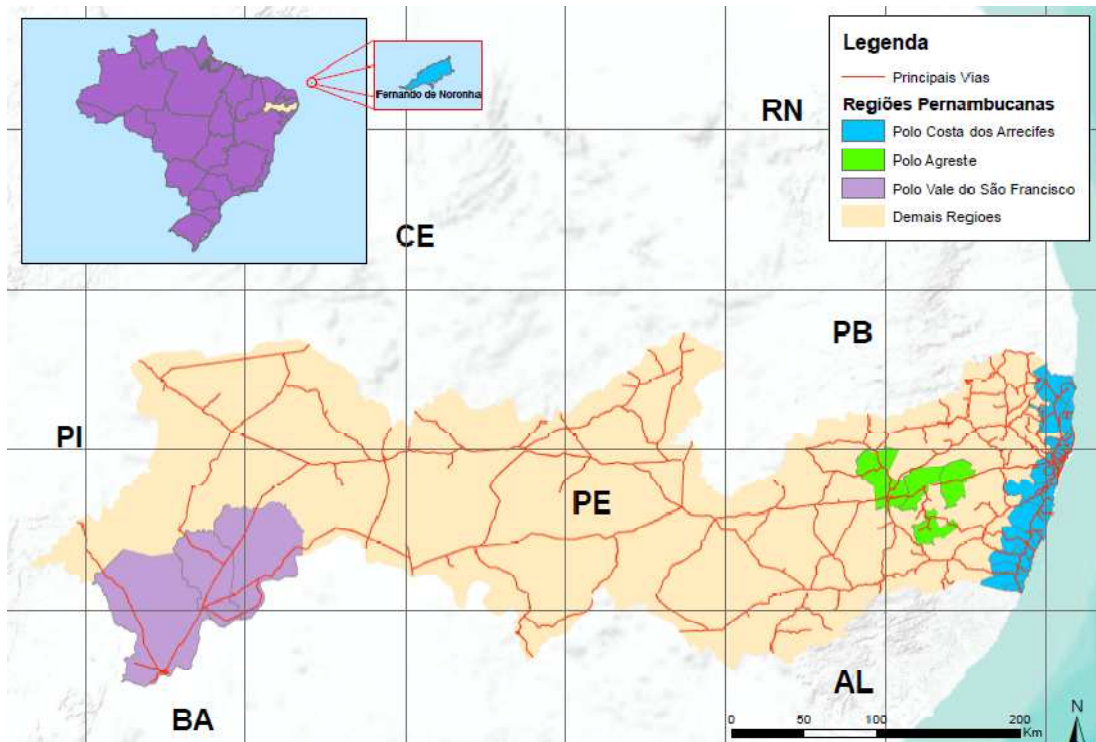 Fernando de Noronha
Legenda
Principais Vias
Regiões Pernambucanas
Polo Costa dos Arrecifes
Polo Agreste
Polo Vale do São Francisco
Demais Regioes
RN
CE
PB
PI
PE
BA
AL
N
0 50 100 200
Km